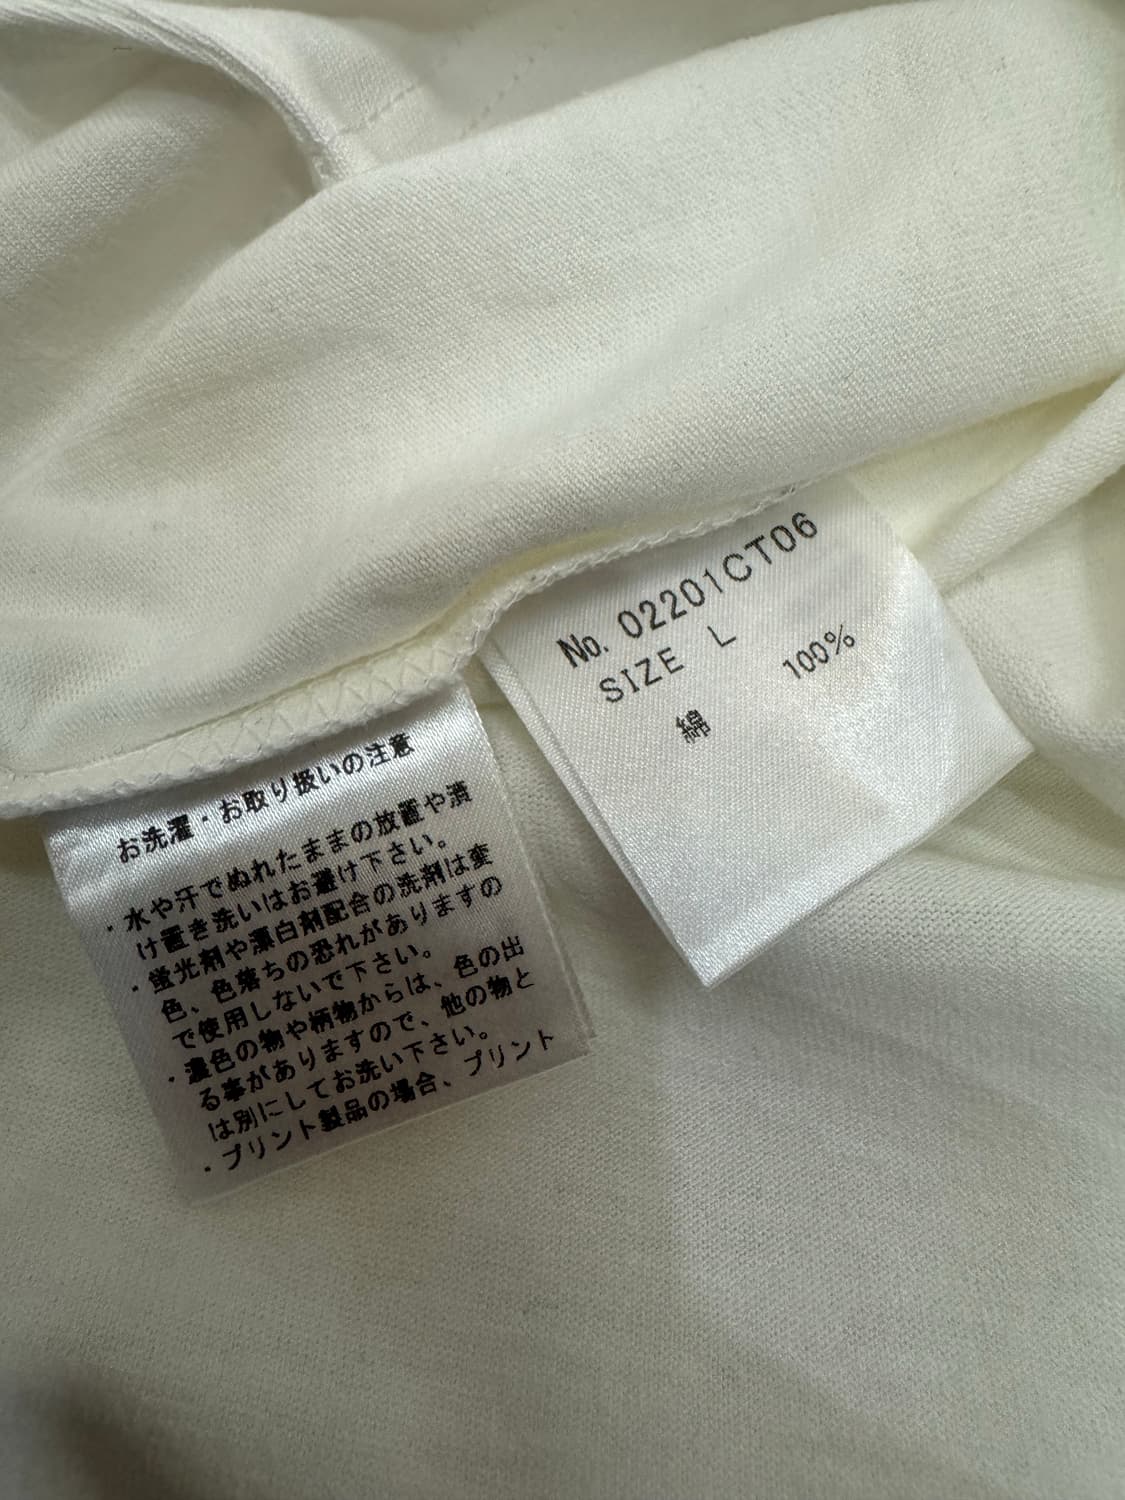 お洗濯・お取り扱いの注意
・水や汗でぬれたままの放置や漬
け置き洗いはお避け下さい。
・蛍光剤や漂白剤配合の洗剤は変
色、色落ちの恐れがありますの
で使用しないで下さい。
・濃色の物や柄物からは、色の出
る事がありますので、他の物と
は別にしてお洗い下さい。
・プリント製品の場合、プリント
No. 02201CT06
SIZE L
綿 100%